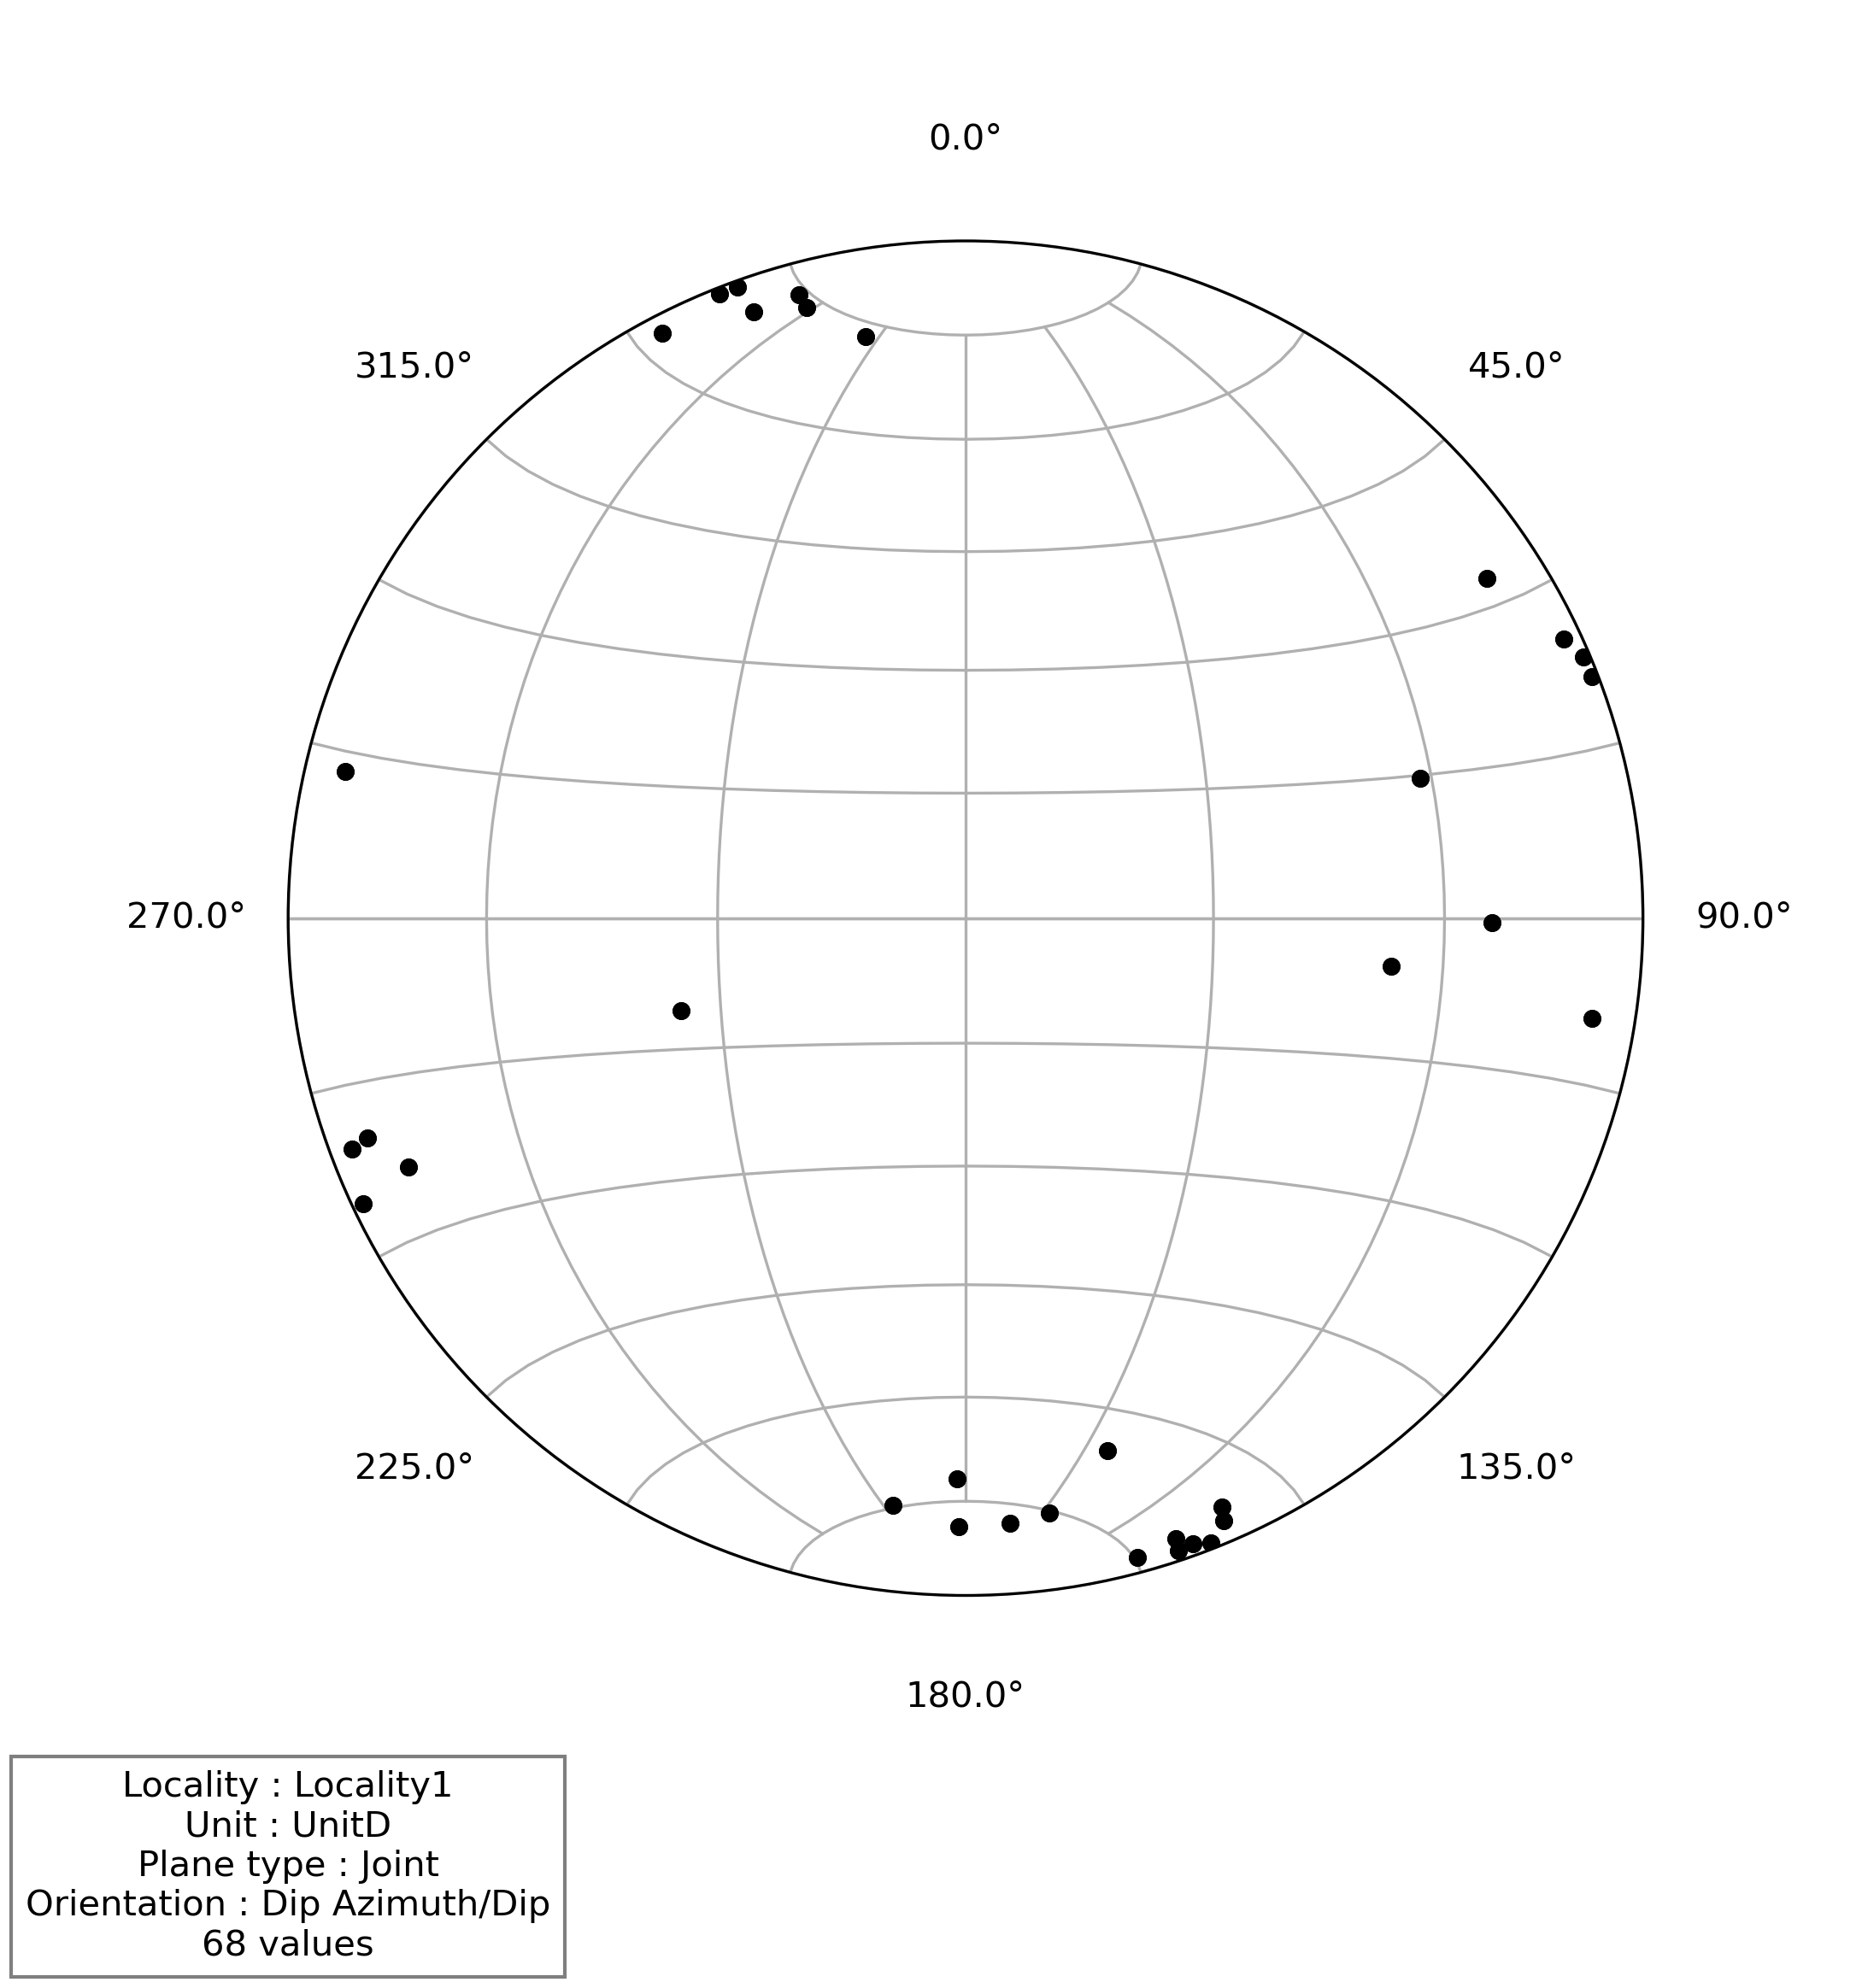 0.0°
315.0°
45.0°
270.0°
90.0°
225.0°
135.0°
180.0°
Locality : Locality1
Unit : UnitD
Plane type : Joint
Orientation : Dip Azimuth/Dip
68 values